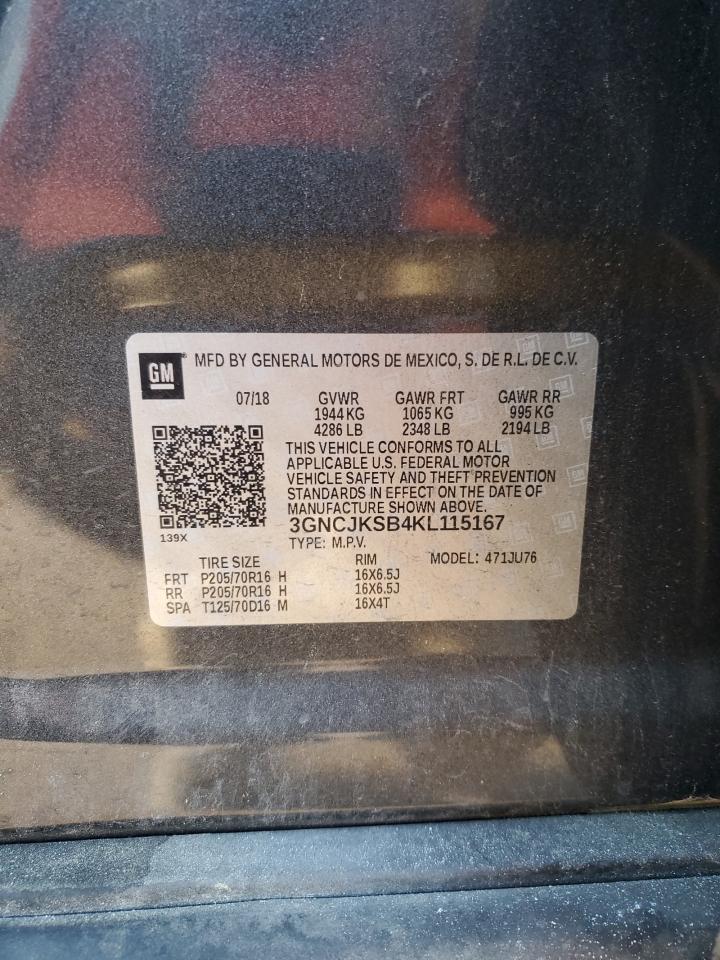 GM ® MFD BY GENERAL MOTORS DE MEXICO, S. DE R.L. DE C.V.
07/18 GVWR GAWR FRT GAWR RR
1944 KG 1065 KG 995 KG
4286 LB 2348 LB 2194 LB
THIS VEHICLE CONFORMS TO ALL
APPLICABLE U.S. FEDERAL MOTOR
VEHICLE SAFETY AND THEFT PREVENTION
STANDARDS IN EFFECT ON THE DATE OF
MANUFACTURE SHOWN ABOVE.
3GNCJKSB4KL115167
139X
TYPE: M.P.V. MODEL: 471JU76
TIRE SIZE RIM
FRT P205/70R16 H 16X6.5J
RR P205/70R16 H 16X6.5J
SPA T125/70D16 M 16X4T